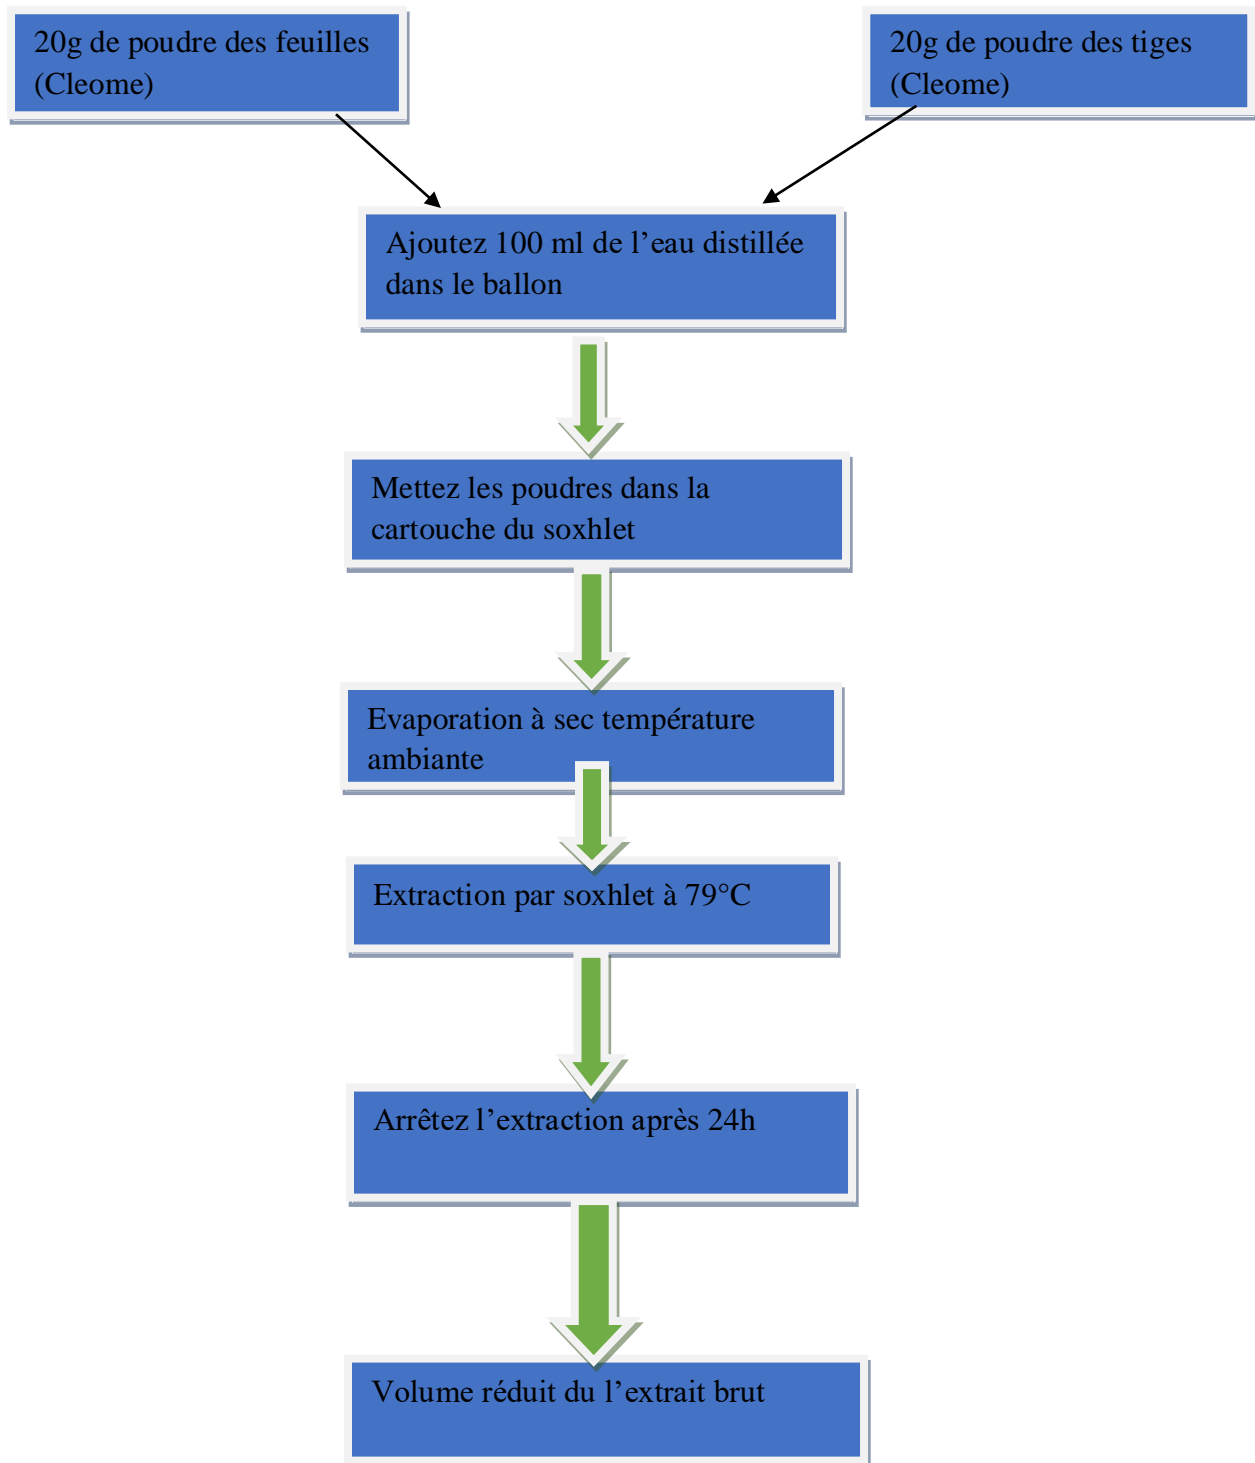 20g de poudre des feuilles
(Cleome)
20g de poudre des tiges
(Cleome)
Ajoutez 100 ml de l’eau distillée
dans le ballon
Mettez les poudres dans la
cartouche du soxhlet
Evaporation à sec température
ambiante
Extraction par soxhlet à 79°C
Arrêtez l’extraction après 24h
Volume réduit du l’extrait brut